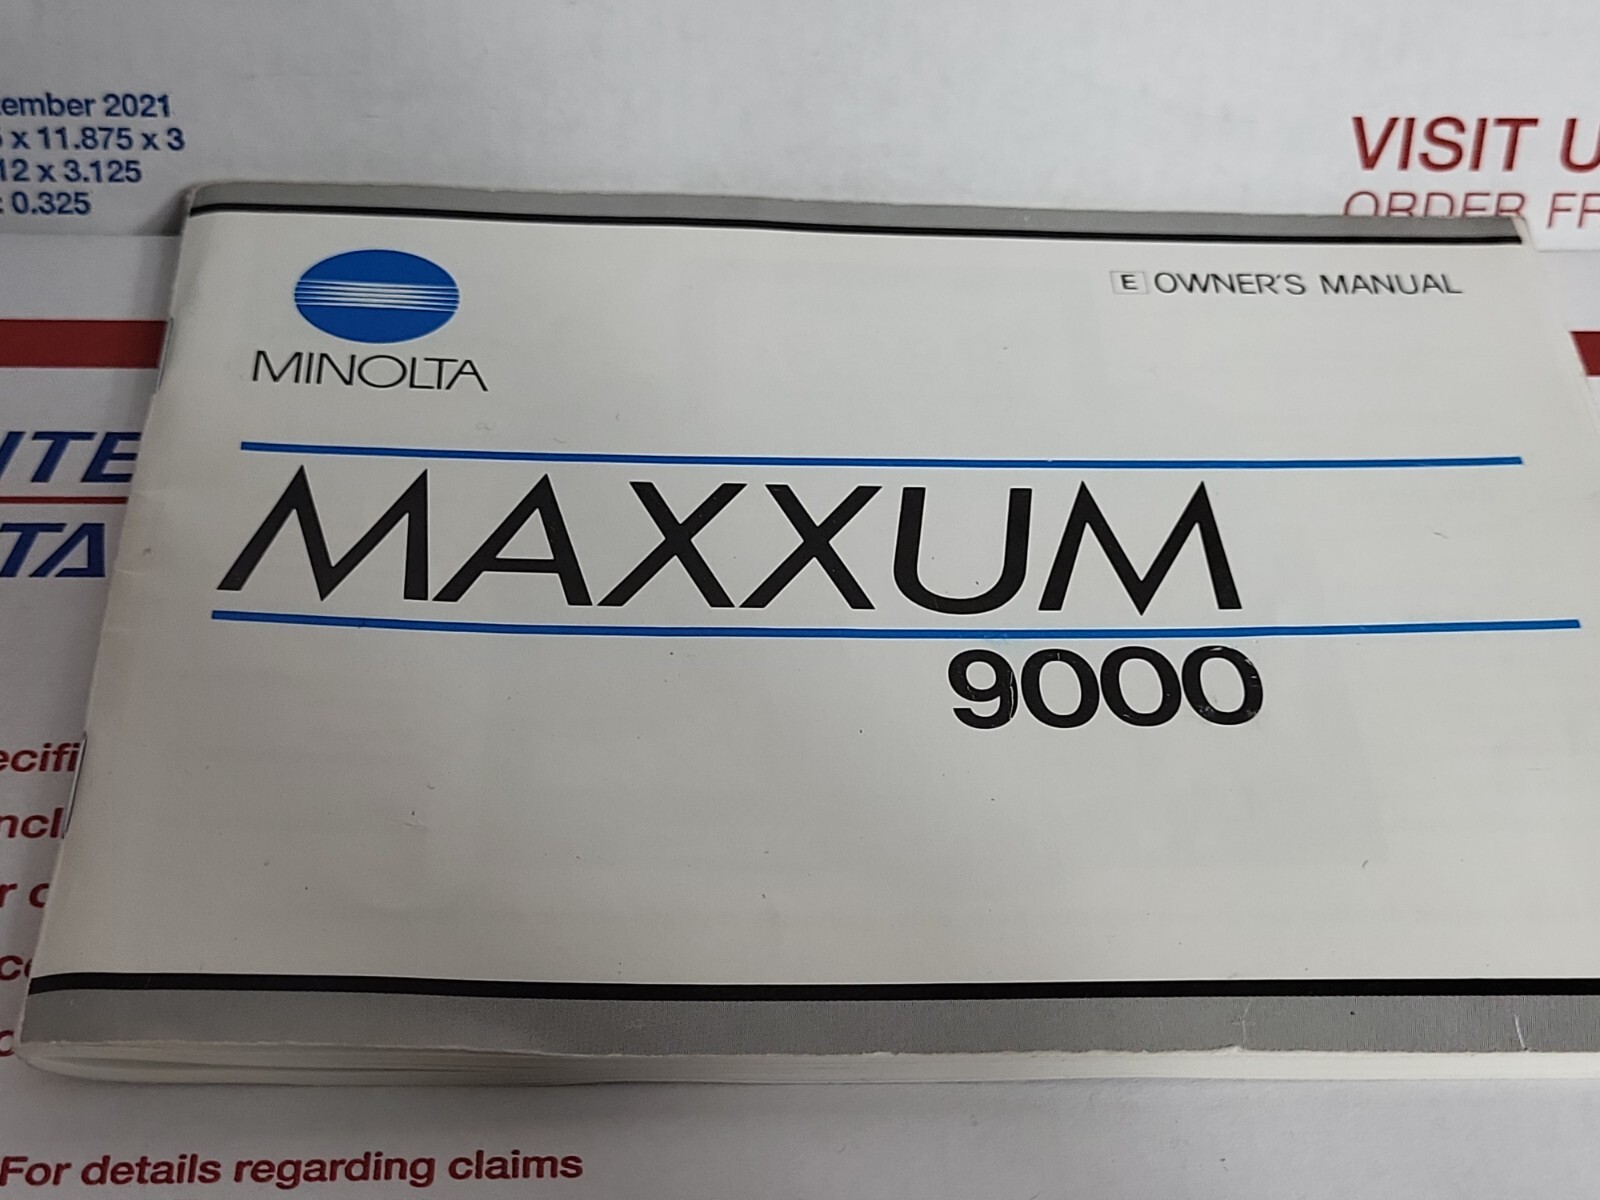 2021
x 11.875 x 3
12 x 3.125
0.325
VISIT
ORDER
E OWNER'S MANUAL
MINOLTA
MAXXUM
9000
For details regarding claims